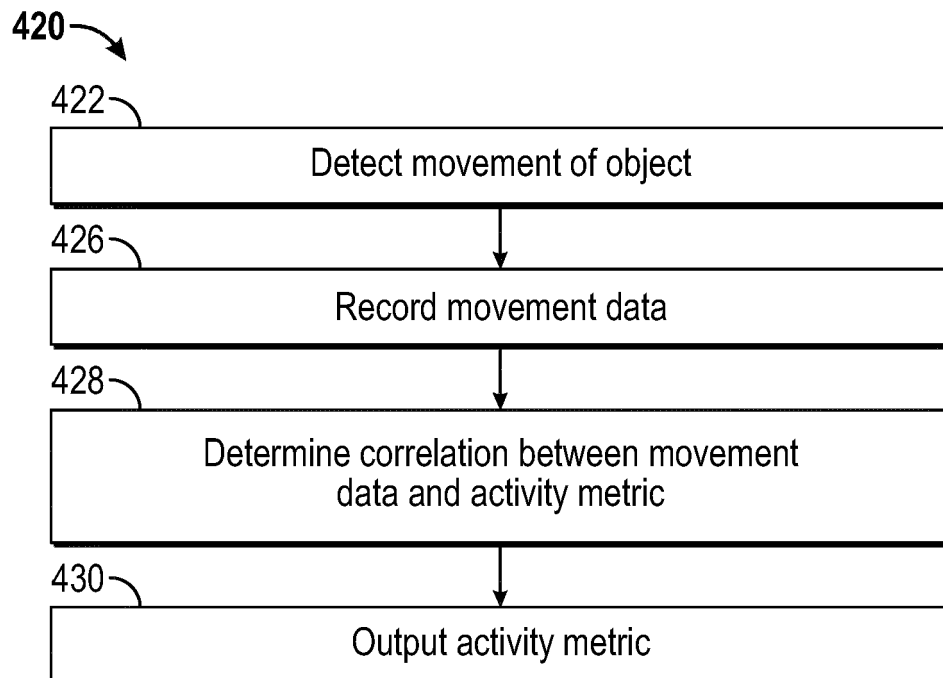 420
422
Detect movement of object
426
Record movement data
428
Determine correlation between movement
data and activity metric
430
Output activity metric